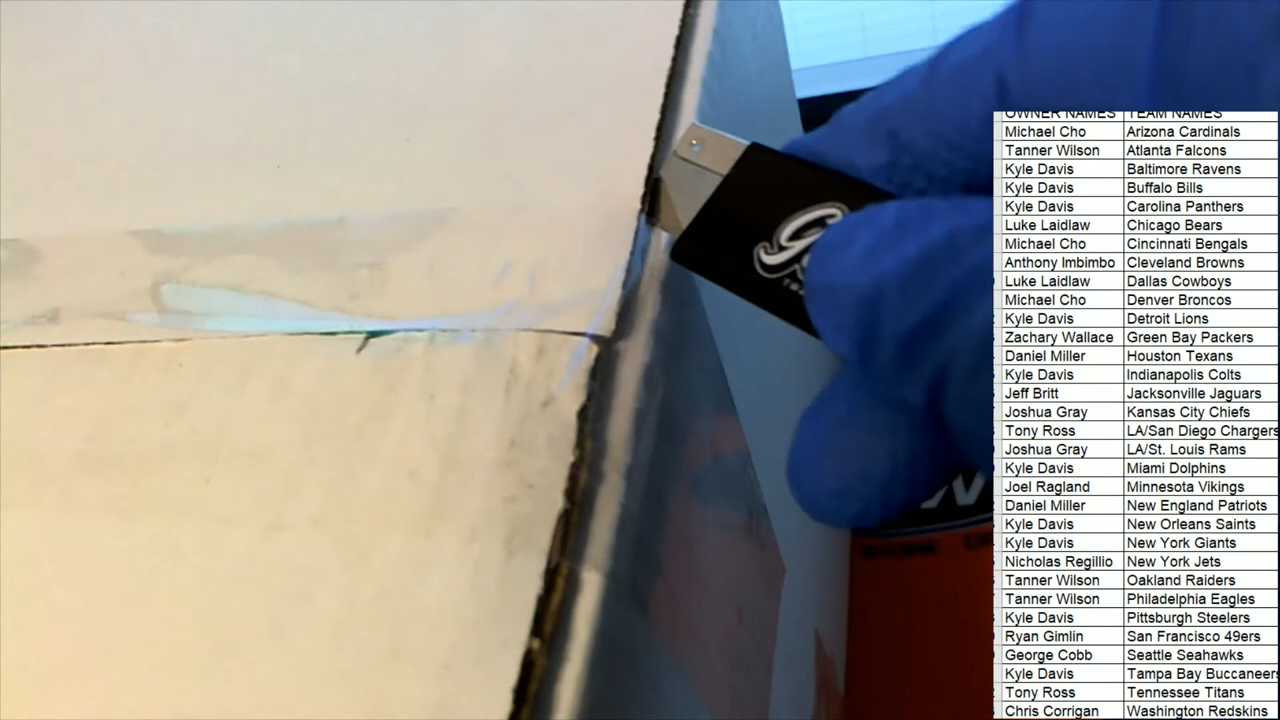 OWNER NAMES TEAM NAMES
Michael Cho Arizona Cardinals
Tanner Wilson Atlanta Falcons
Kyle Davis Baltimore Ravens
Kyle Davis Buffalo Bills
Kyle Davis Carolina Panthers
Luke Laidlaw Chicago Bears
Michael Cho Cincinnati Bengals
Anthony Imbimbo Cleveland Browns
Luke Laidlaw Dallas Cowboys
Michael Cho Denver Broncos
Kyle Davis Detroit Lions
Zachary Wallace Green Bay Packers
Daniel Miller Houston Texans
Kyle Davis Indianapolis Colts
Jeff Britt Jacksonville Jaguars
Joshua Gray Kansas City Chiefs
Tony Ross LA/San Diego Chargers
Joshua Gray LA/St. Louis Rams
Kyle Davis Miami Dolphins
Joel Ragland Minnesota Vikings
Daniel Miller New England Patriots
Kyle Davis New Orleans Saints
Kyle Davis New York Giants
Nicholas Regillio New York Jets
Tanner Wilson Oakland Raiders
Tanner Wilson Philadelphia Eagles
Kyle Davis Pittsburgh Steelers
Ryan Gimlin San Francisco 49ers
George Cobb Seattle Seahawks
Kyle Davis Tampa Bay Buccaneers
Tony Ross Tennessee Titans
Chris Corrigan Washington Redskins